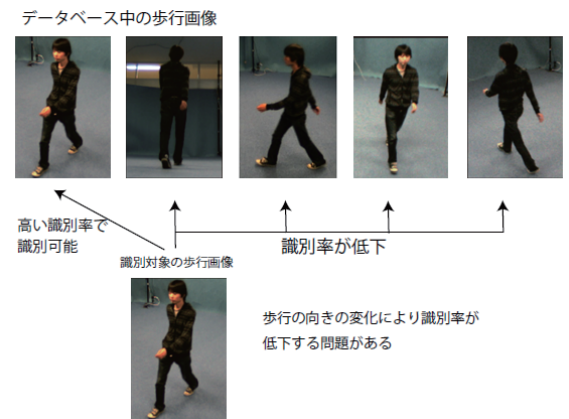 データベース中の歩行画像
高い識別率で
識別可能
識別率が低下
識別対象の歩行画像
歩行の向きの変化により識別率が
低下する問題がある